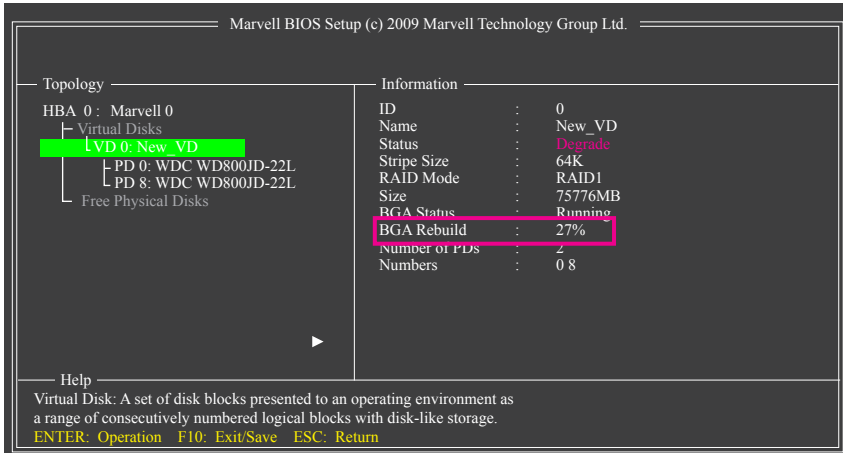 Marvell BIOS Setup (c) 2009 Marvell Technology Group Ltd.
Topology
HBA 0 : Marvell 0
Virtual Disks
VD 0: New_VD
PD 0: WDC WD800JD-22L
PD 8: WDC WD800JD-22L
Free Physical Disks
Information
ID : 0
Name : New_VD
Status : Degrade
Stripe Size : 64K
RAID Mode : RAID1
Size : 75776MB
BGA Status : Running
BGA Rebuild : 27%
Number of PDs : 2
Numbers : 0 8
Help
Virtual Disk: A set of disk blocks presented to an operating environment as
a range of consecutively numbered logical blocks with disk-like storage.
ENTER: Operation F10: Exit/Save ESC: Return